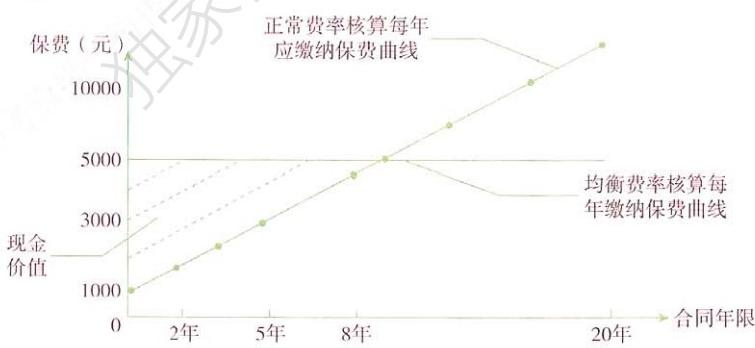 独家
正常费率核算每年
应缴纳保费曲线
保费（元）
10000
5000
均衡费率核算每
年缴纳保费曲线
3000
现金
价值
1000
0
2年
5年
8年
20年
合同年限